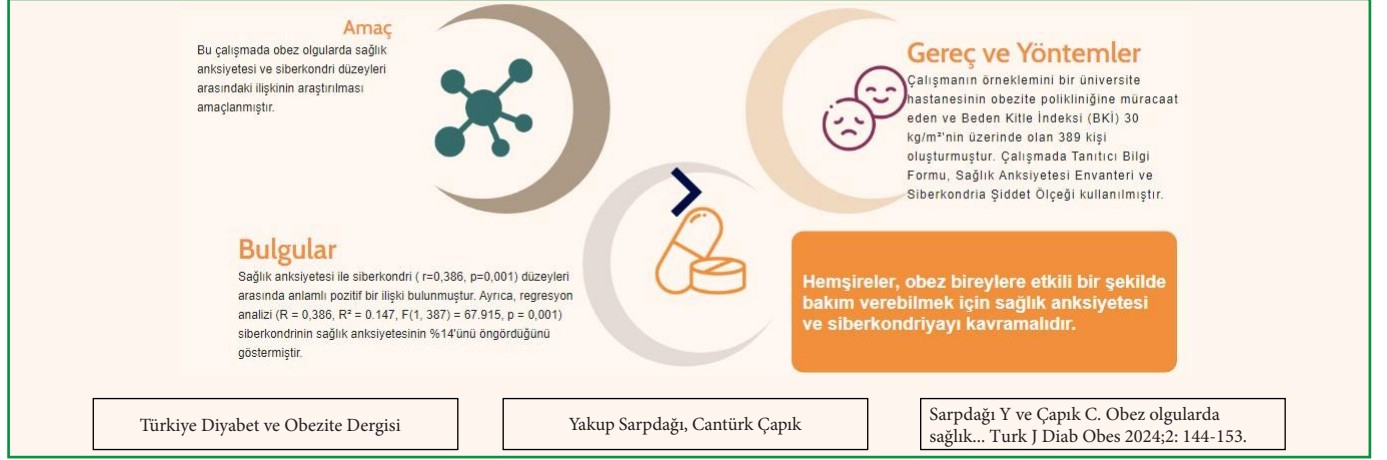 Amaç
Bu çalışmada obez olgularda sağlık
anksiyetesi ve siberkondri düzeyleri
arasındaki ilişkinin araştırılması
amaçlanmıştır.
Gereç ve Yöntemler
Çalışmanın örneklemini bir üniversite
hastanesinin obezite polikliniğine müracaat
eden ve Beden Kitle İndeksi (BKİ) 30
kg/m²'nin üzerinde olan 389 kişi
oluşturmuştur. Çalışmada Tanıtıcı Bilgi
Formu, Sağlık Anksiyetesi Envanteri ve
Siberkondria Şiddet Ölçeği kullanılmıştır.
Bulgular
Sağlık anksiyetesi ile siberkondri ( r=0,386, p=0,001) düzeyleri
arasında anlamlı pozitif bir ilişki bulunmuştur. Ayrıca, regresyon
analizi (R = 0,386, R² = 0.147, F(1, 387) = 67.915, p = 0,001)
siberkondrinin sağlık anksiyetesinin %14'ünü öngördüğünü
göstermiştir.
Hemşireler, obez bireylere etkili bir şekilde
bakım verebilmek için sağlık anksiyetesi
ve siberkondriyayı kavramalıdır.
Türkiye Diyabet ve Obezite Dergisi
Yakup Sarpdağı, Cantürk Çapık
Sarpdağı Y ve Çapık C. Obez olgularda
sağlık... Turk J Diab Obes 2024;2: 144-153.